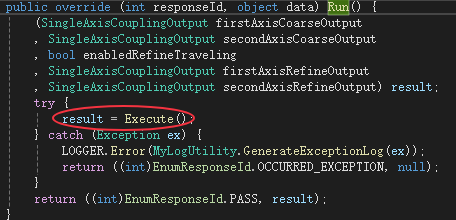 public override (int responseId, object data) Run() {
(SingleAxisCouplingOutput firstAxisCoarseOutput
, SingleAxisCouplingOutput secondAxisCoarseOutput
, bool enabledRefineTraveling
, SingleAxisCouplingOutput firstAxisRefineOutput
, SingleAxisCouplingOutput secondAxisRefineOutput) result;
try {
result = Execute();
} catch (Exception ex) {
LOGGER.Error(MyLogUtility.GenerateExceptionLog(ex));
return ((int)EnumResponseId.OCCURRED_EXCEPTION, null);
}
return ((int)EnumResponseId.PASS, result);
}